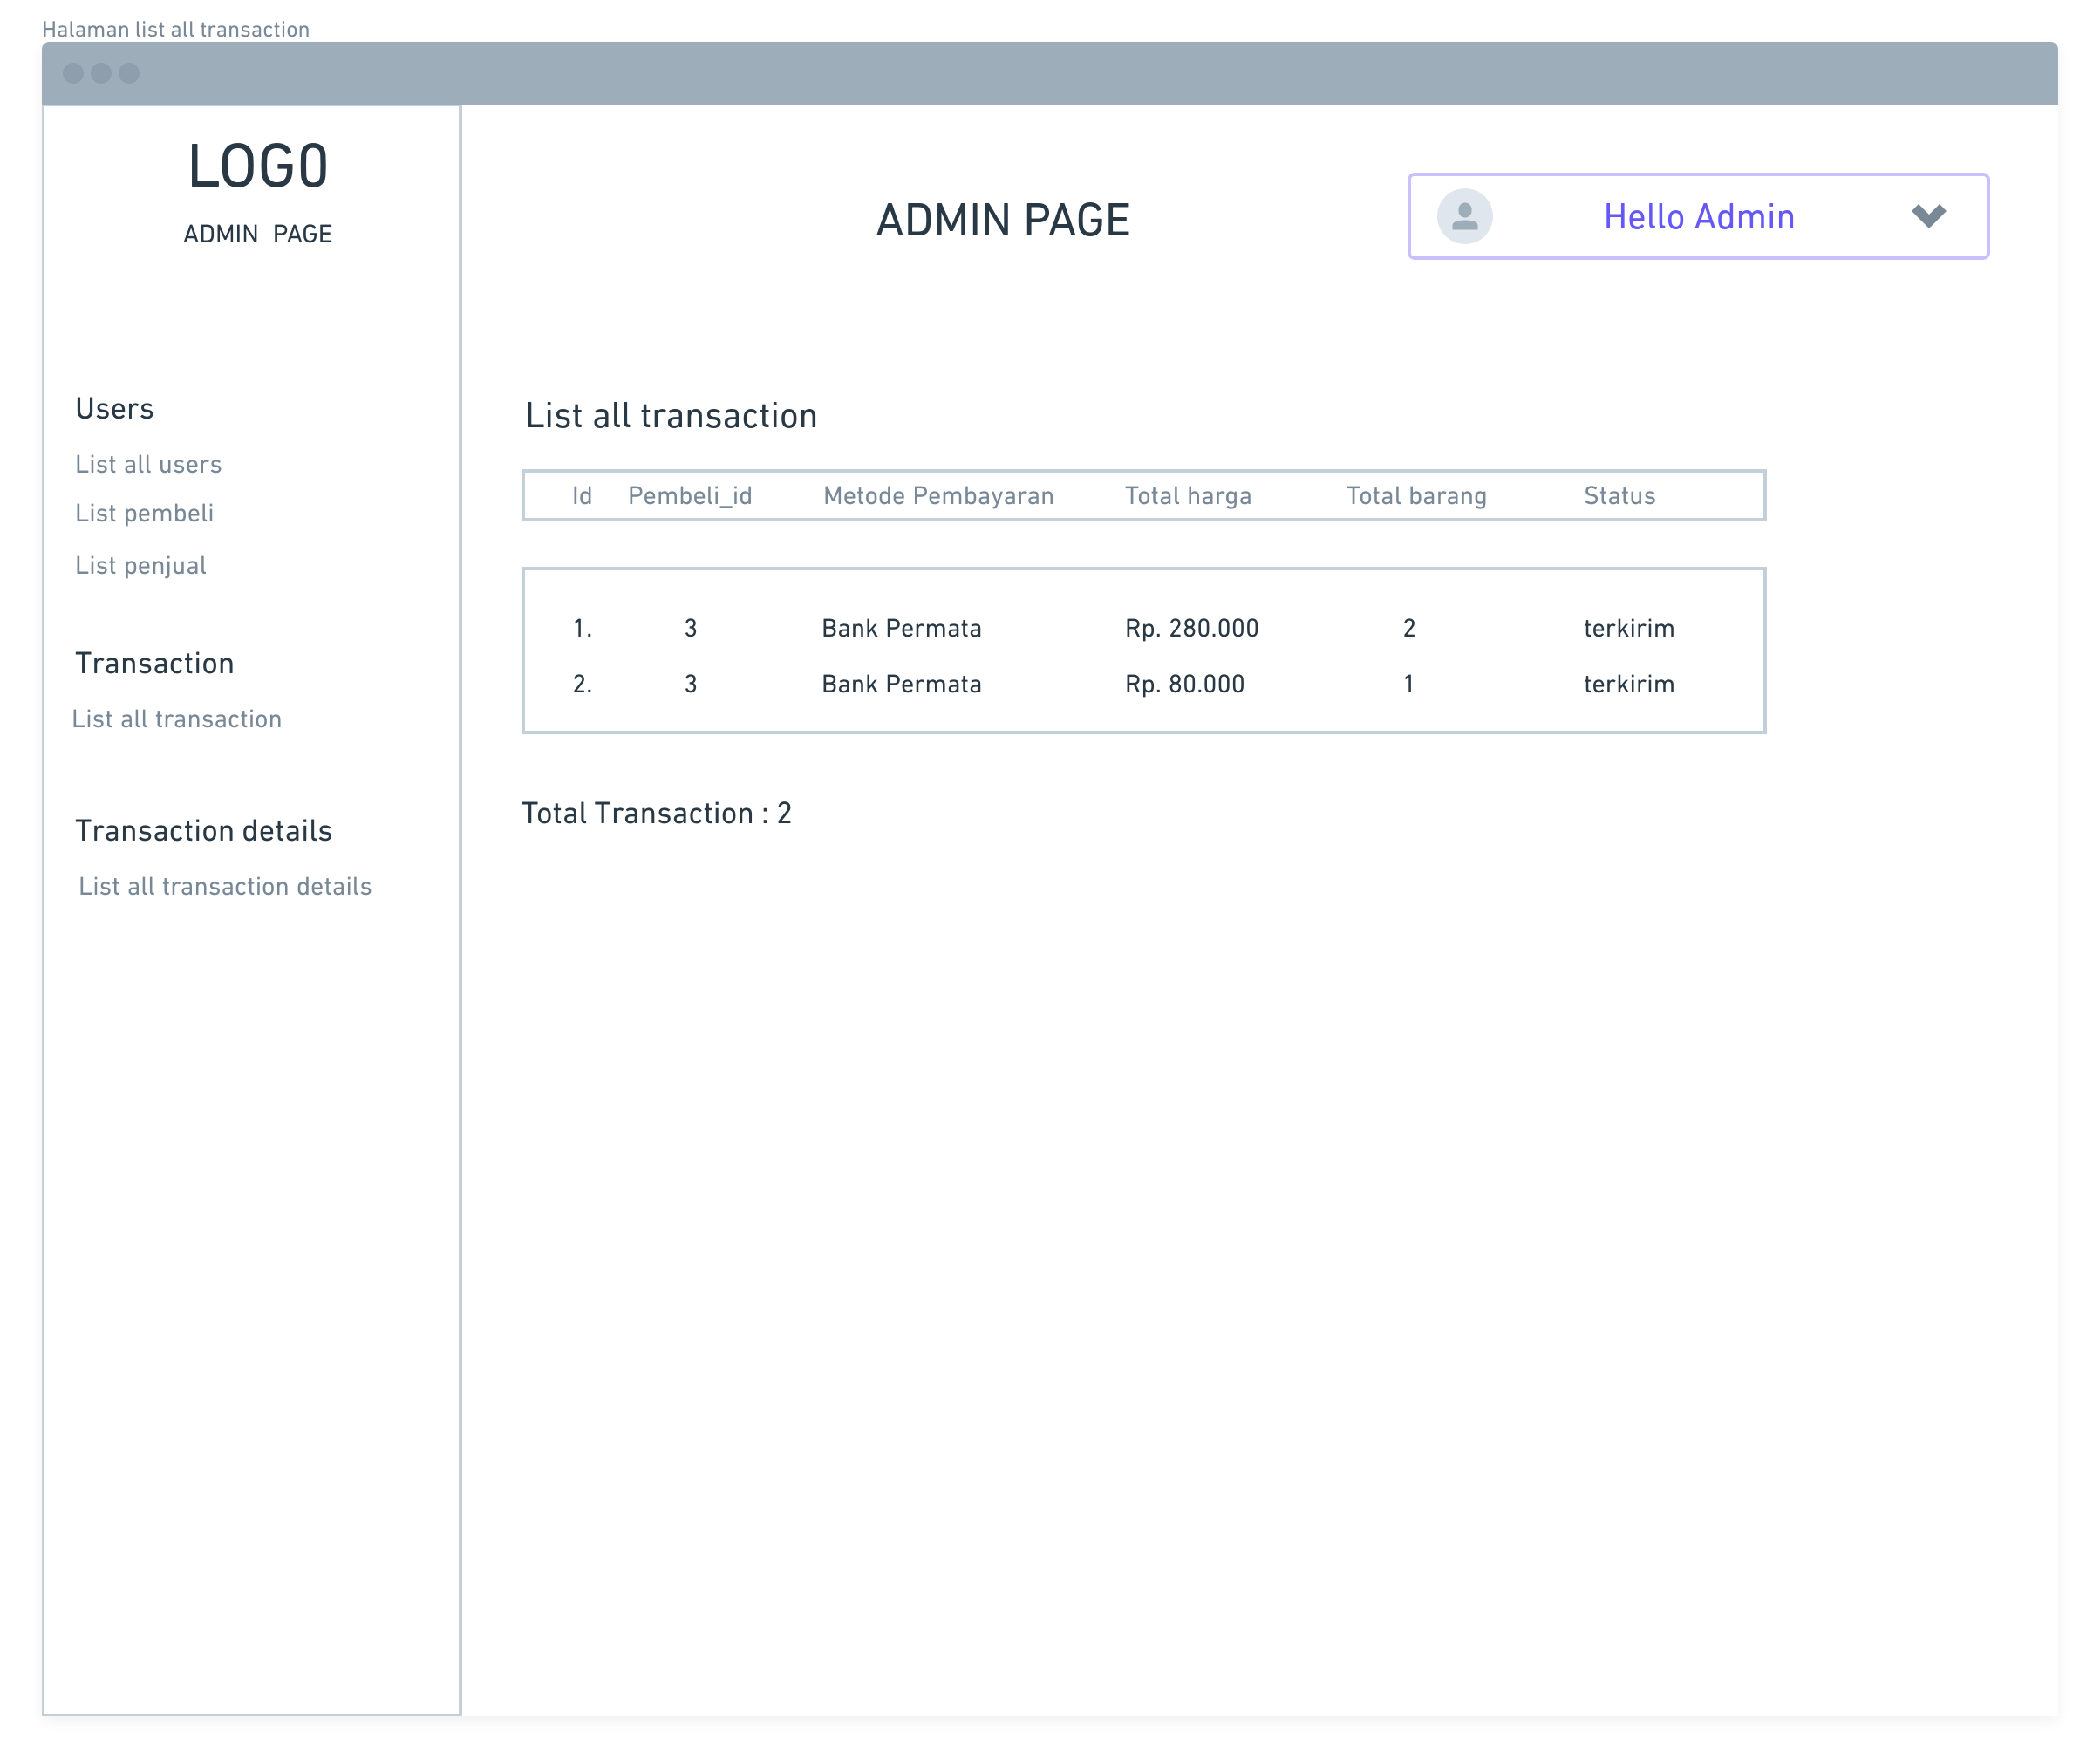 Halaman list all transaction
LOGO
ADMIN PAGE
ADMIN PAGE
Hello Admin
Users
List all users
List pembeli
List penjual
Transaction
List all transaction
Transaction details
List all transaction details
List all transaction
Id Pembeli_id Metode Pembayaran Total harga Total barang Status
1. 3 Bank Permata Rp. 280.000 2 terkirim
2. 3 Bank Permata Rp. 80.000 1 terkirim
Total Transaction : 2